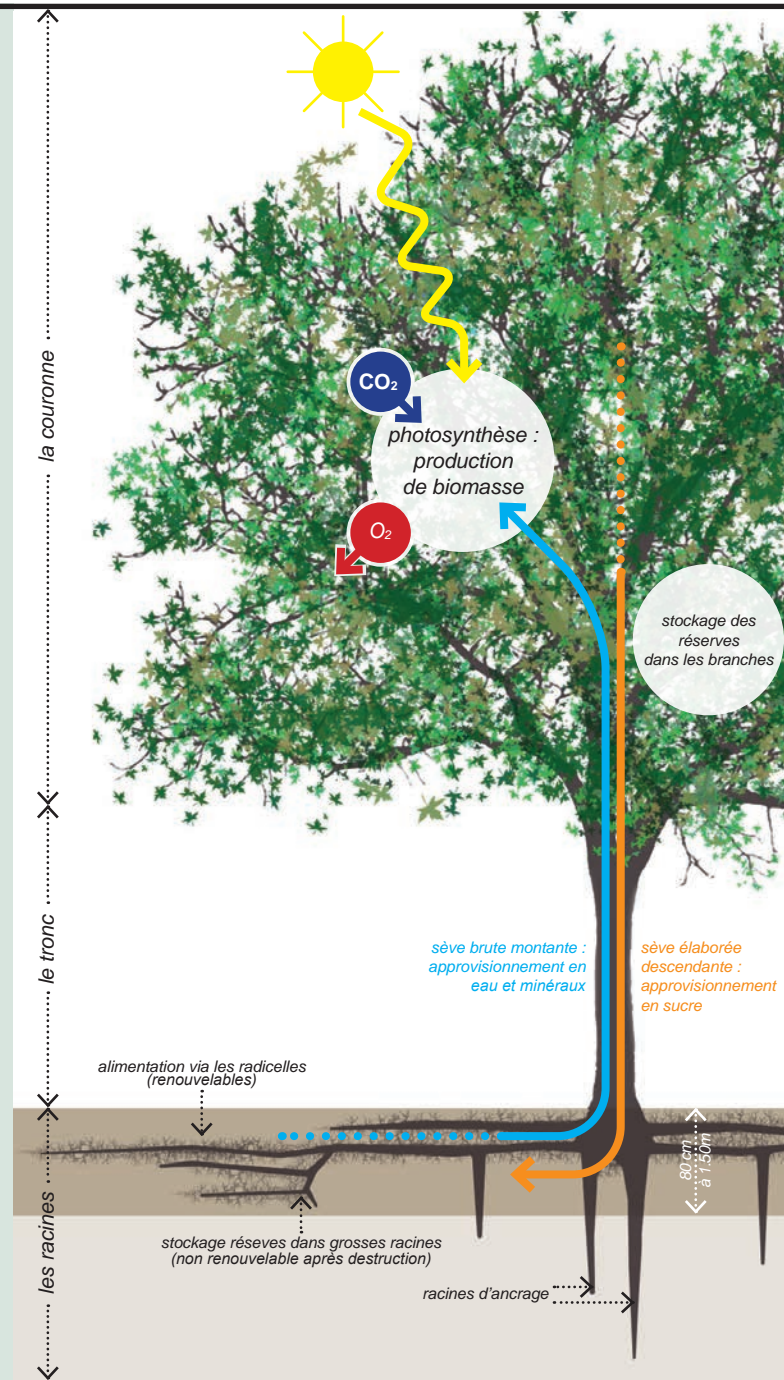 la couronne
CO₂
photosynthèse :
production
de biomasse
O₂
stockage des
réserves
dans les branches
le tronc
sève brute montante :
approvisionnement en
eau et minéraux
sève élaborée
descendante :
approvisionnement
en sucre
alimentation via les radicelles
(renouvelables)
80 cm
à 1.50m
les racines
stockage réseves dans grosses racines
(non renouvelable après destruction)
racines d'ancrage